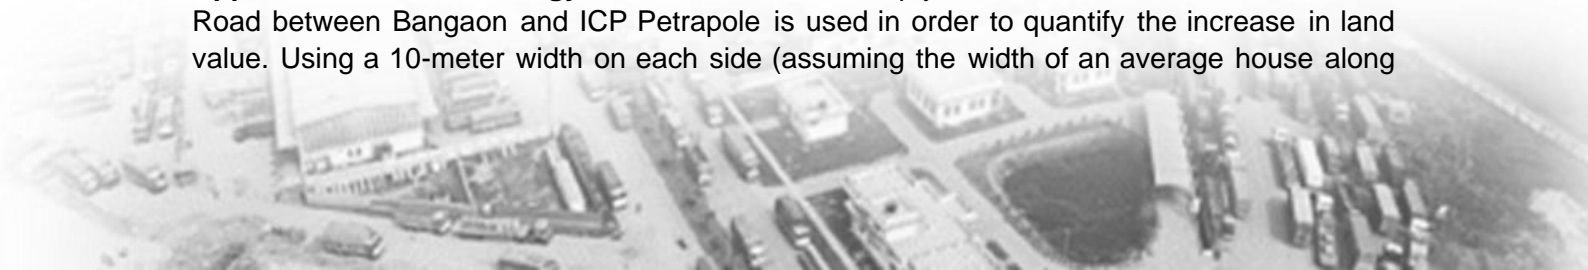 Road between Bangaon and ICP Petrapole is used in order to quantify the increase in land
value. Using a 10-meter width on each side (assuming the width of an average house along